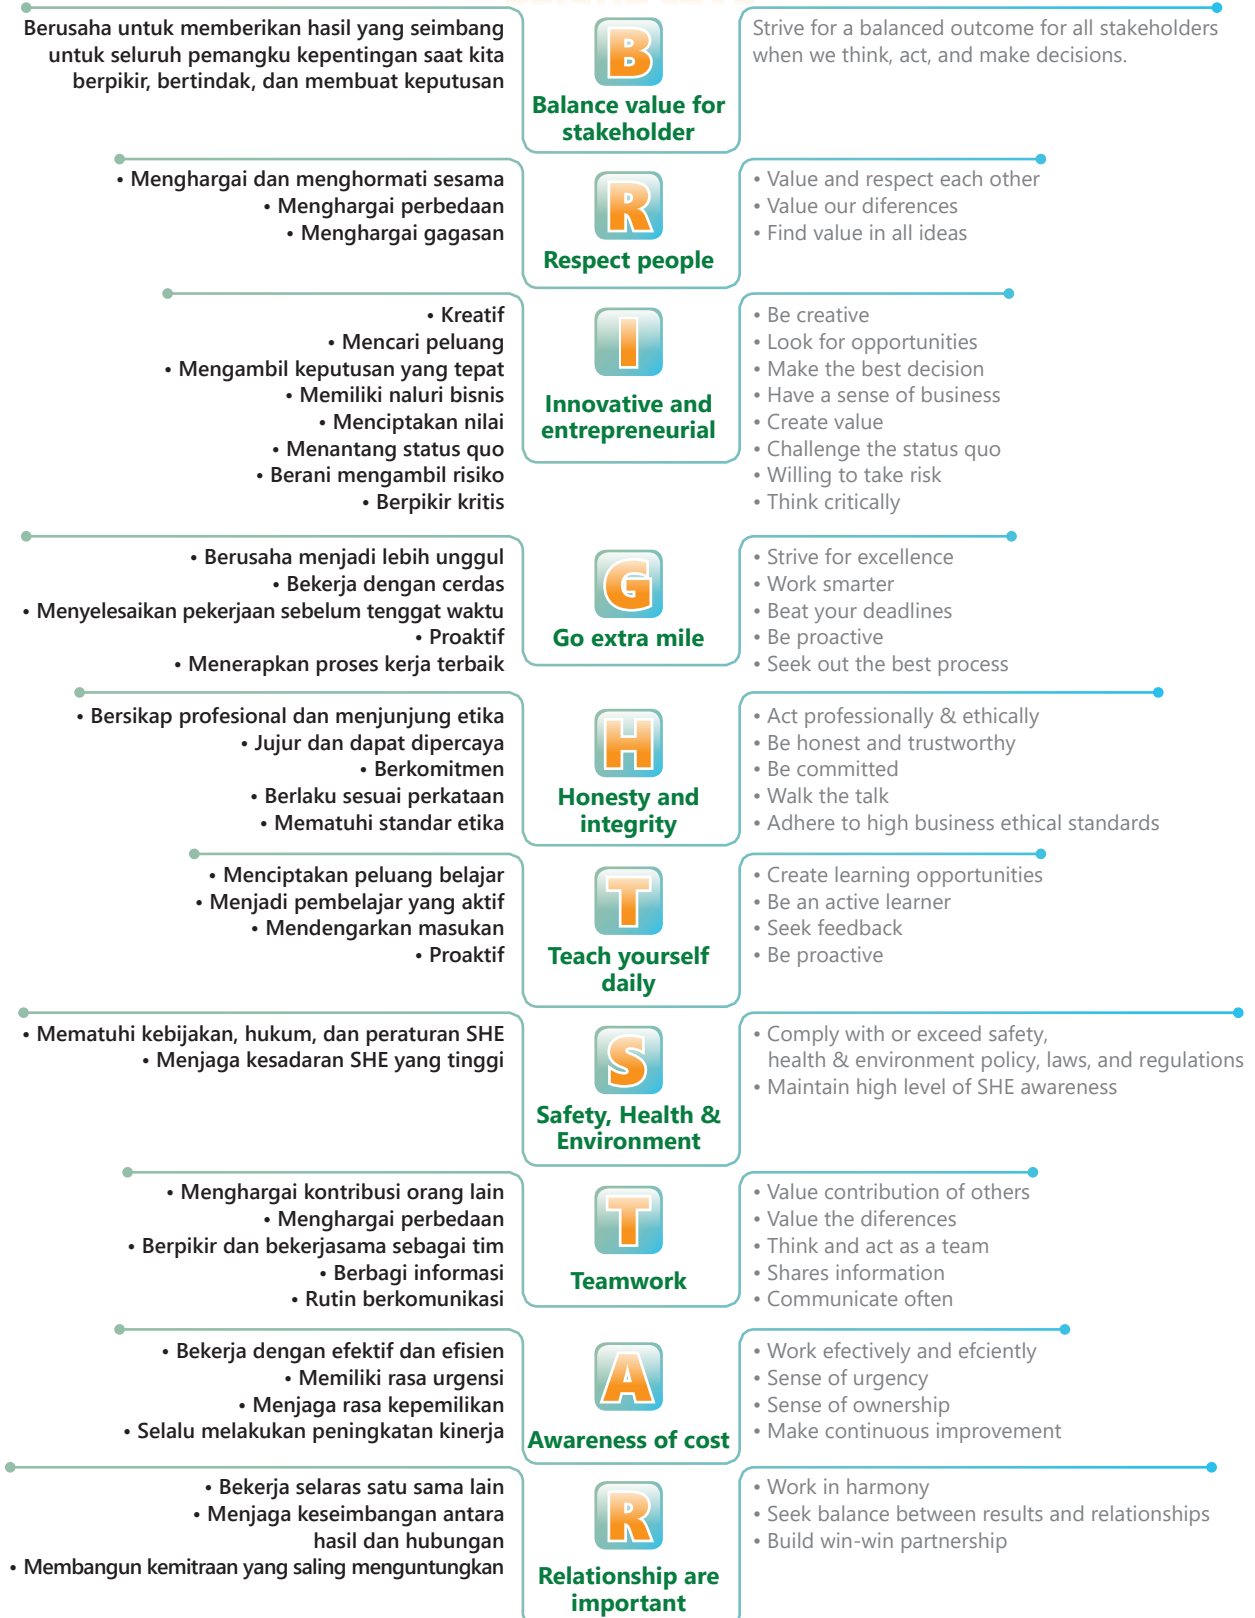 Berusaha untuk memberikan hasil yang seimbang
untuk seluruh pemangku kepentingan saat kita
berpikir, bertindak, dan membuat keputusan
B
Balance value for
stakeholder
Strive for a balanced outcome for all stakeholders
when we think, act, and make decisions.
• Menghargai dan menghormati sesama
• Menghargai perbedaan
• Menghargai gagasan
R
Respect people
• Value and respect each other
• Value our diferences
• Find value in all ideas
• Kreatif
• Mencari peluang
• Mengambil keputusan yang tepat
• Memiliki naluri bisnis
• Menciptakan nilai
• Menantang status quo
• Berani mengambil risiko
• Berpikir kritis
I
Innovative and
entrepreneurial
• Be creative
• Look for opportunities
• Make the best decision
• Have a sense of business
• Create value
• Challenge the status quo
• Willing to take risk
• Think critically
• Berusaha menjadi lebih unggul
• Bekerja dengan cerdas
• Menyelesaikan pekerjaan sebelum tenggat waktu
• Proaktif
• Menerapkan proses kerja terbaik
G
Go extra mile
• Strive for excellence
• Work smarter
• Beat your deadlines
• Be proactive
• Seek out the best process
• Bersikap profesional dan menjunjung etika
• Jujur dan dapat dipercaya
• Berkomitmen
• Berlaku sesuai perkataan
• Mematuhi standar etika
H
Honesty and
integrity
• Act professionally & ethically
• Be honest and trustworthy
• Be committed
• Walk the talk
• Adhere to high business ethical standards
• Menciptakan peluang belajar
• Menjadi pembelajar yang aktif
• Mendengarkan masukan
• Proaktif
T
Teach yourself
daily
• Create learning opportunities
• Be an active learner
• Seek feedback
• Be proactive
• Mematuhi kebijakan, hukum, dan peraturan SHE
• Menjaga kesadaran SHE yang tinggi
S
Safety, Health &
Environment
• Comply with or exceed safety,
health & environment policy, laws, and regulations
• Maintain high level of SHE awareness
• Menghargai kontribusi orang lain
• Menghargai perbedaan
• Berpikir dan bekerjasama sebagai tim
• Berbagi informasi
• Rutin berkomunikasi
T
Teamwork
• Value contribution of others
• Value the diferences
• Think and act as a team
• Shares information
• Communicate often
• Bekerja dengan efektif dan efisien
• Memiliki rasa urgensi
• Menjaga rasa kepemilikan
• Selalu melakukan peningkatan kinerja
A
Awareness of cost
• Work efectively and efciently
• Sense of urgency
• Sense of ownership
• Make continuous improvement
• Bekerja selaras satu sama lain
• Menjaga keseimbangan antara
hasil dan hubungan
• Membangun kemitraan yang saling menguntungkan
R
Relationship are
important
• Work in harmony
• Seek balance between results and relationships
• Build win-win partnership